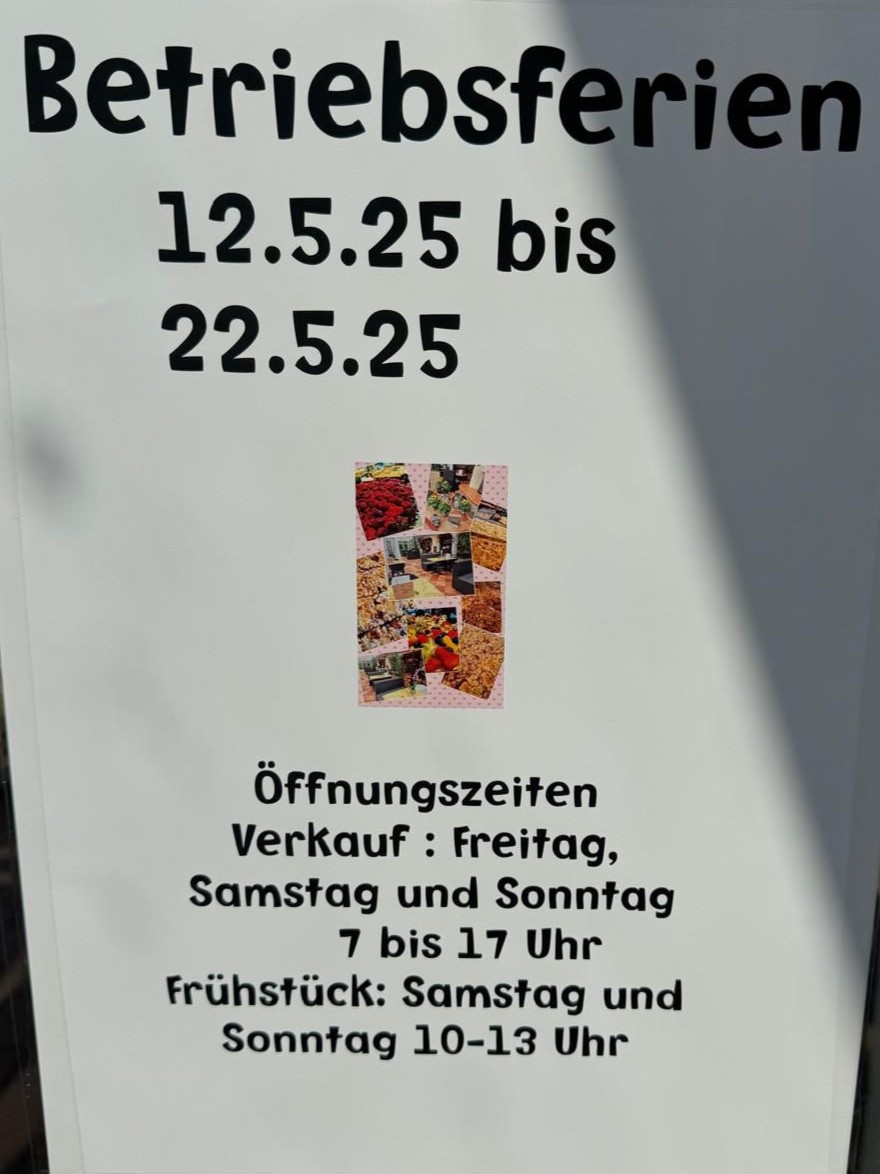 Betriebsferien
12.5.25 bis
22.5.25
Öffnungszeiten
Verkauf : Freitag,
Samstag und Sonntag
7 bis 17 Uhr
Frühstück: Samstag und
Sonntag 10-13 Uhr